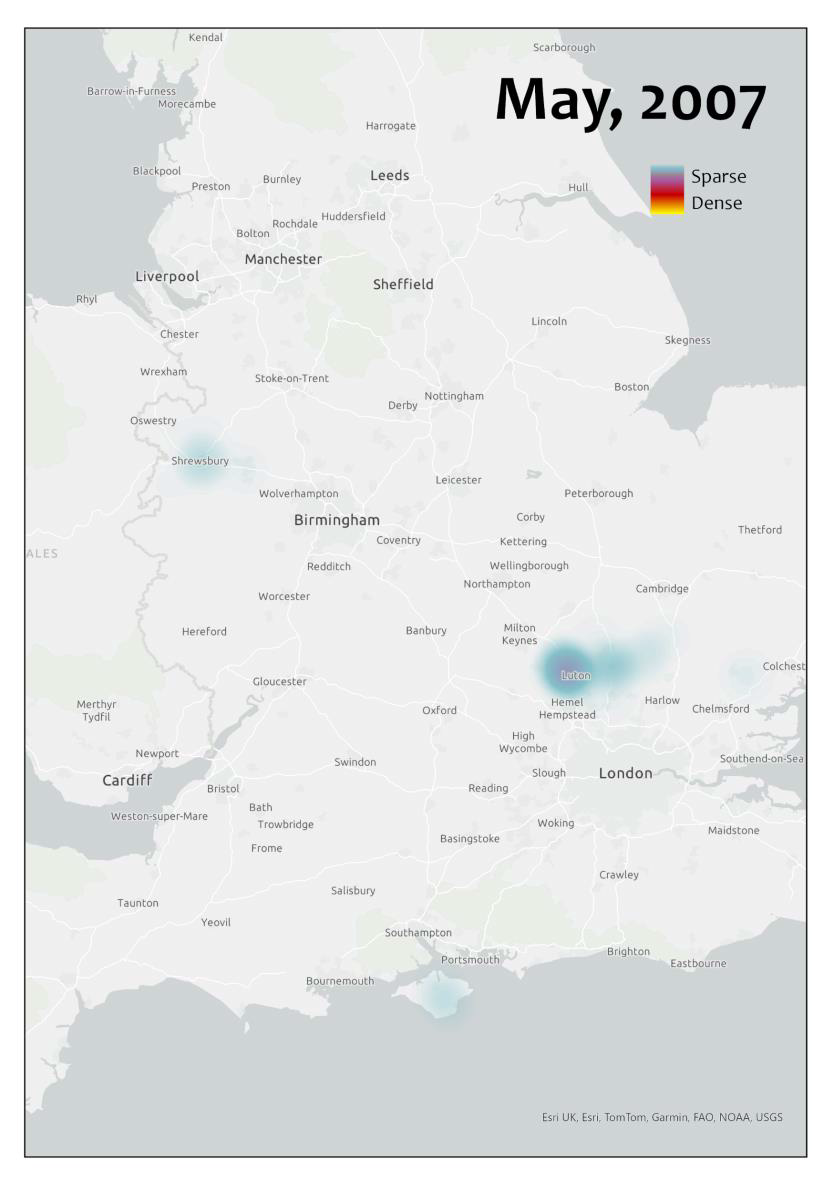 Kendal
Scarborough
May, 2007
Barrow-in-Furness
Morecambe
Harrogate
Blackpool
Preston
Burnley
Leeds
Hull
Sparse
Dense
Rochdale
Huddersfield
Bolton
Manchester
Liverpool
Sheffield
Rhyl
Lincoln
Chester
Skegness
Wrexham
Stoke-on-Trent
Boston
Nottingham
Derby
Oswestry
Shrewsbury
Leicester
Wolverhampton
Peterborough
Birmingham
Corby
Thetford
Coventry
Kettering
ALES
Redditch
Wellingborough
Northampton
Cambridge
Worcester
Hereford
Banbury
Milton
Keynes
Luton
Colchest
Gloucester
Merthyr
Tydfil
Oxford
Hemel
Hempstead
Harlow
Chelmsford
High
Wycombe
Newport
Swindon
Southend-on-Sea
Cardiff
Bristol
Slough
London
Reading
Bath
Weston-super-Mare
Trowbridge
Woking
Maidstone
Frome
Basingstoke
Crawley
Salisbury
Taunton
Yeovil
Southampton
Portsmouth
Brighton
Eastbourne
Bournemouth
Esri UK, Esri, TomTom, Garmin, FAO, NOAA, USGS